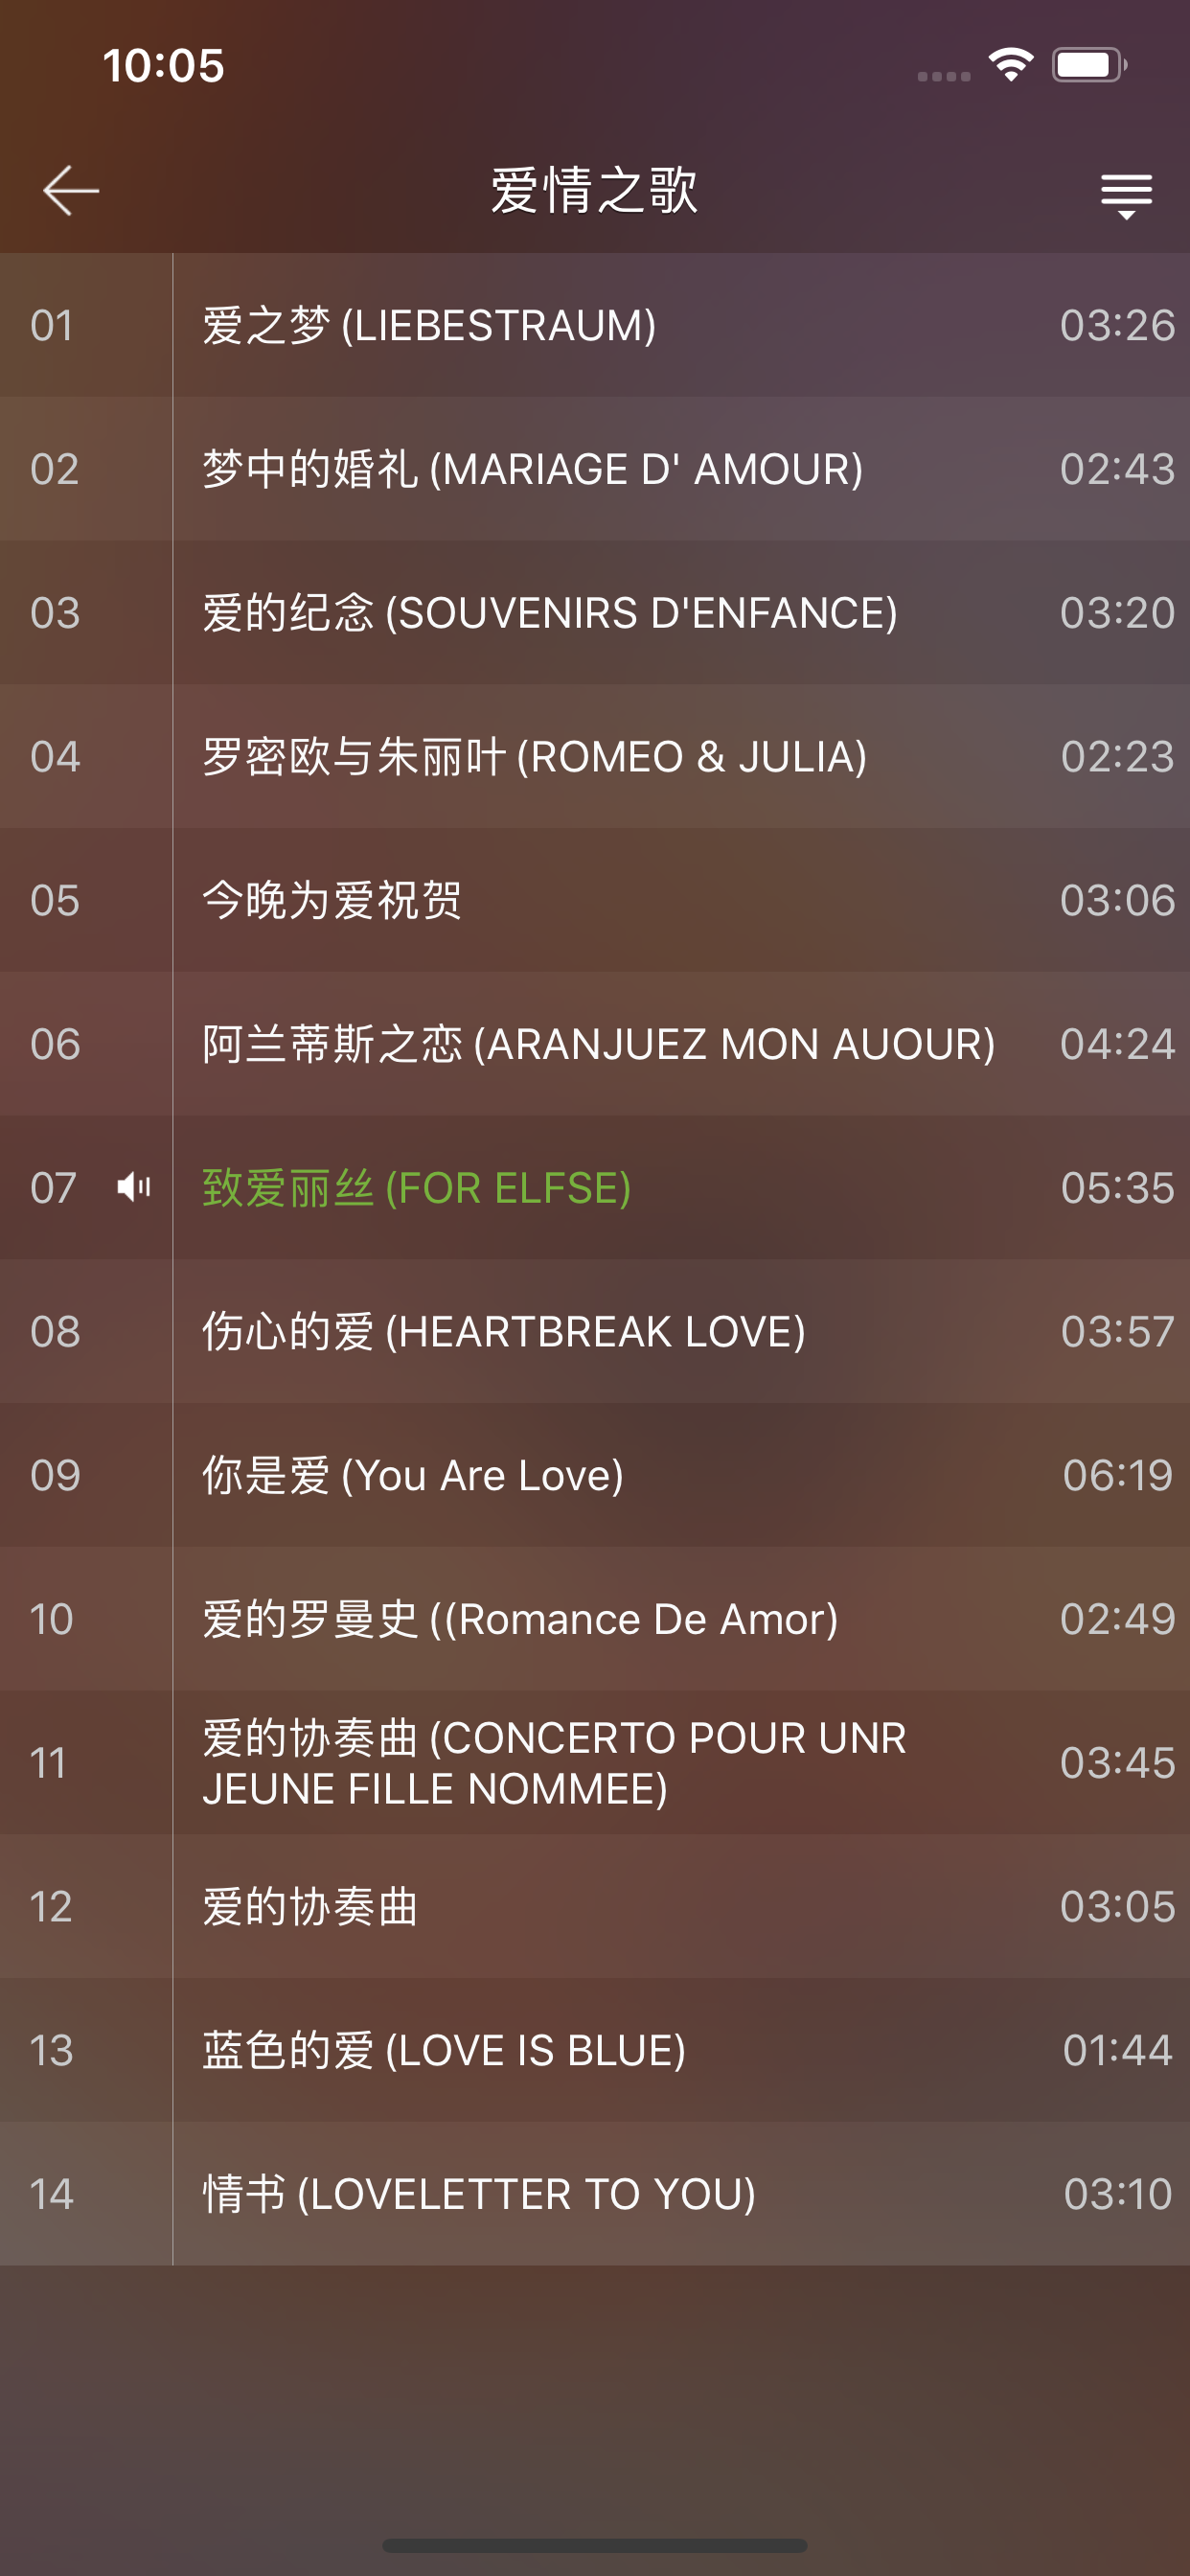 10:05
爱情之歌
01 爱之梦 (LIEBESTRAUM) 03:26
02 梦中的婚礼 (MARIAGE D' AMOUR) 02:43
03 爱的纪念 (SOUVENIRS D'ENFANCE) 03:20
04 罗密欧与朱丽叶 (ROMEO & JULIA) 02:23
05 今晚为爱祝贺 03:06
06 阿兰蒂斯之恋 (ARANJUEZ MON AUOUR) 04:24
07 致爱丽丝 (FOR ELFSE) 05:35
08 伤心的爱 (HEARTBREAK LOVE) 03:57
09 你是爱 (You Are Love) 06:19
10 爱的罗曼史 ((Romance De Amor) 02:49
11 爱的协奏曲 (CONCERTO POUR UNR 03:45
JEUNE FILLE NOMMEE)
12 爱的协奏曲 03:05
13 蓝色的爱 (LOVE IS BLUE) 01:44
14 情书 (LOVELETTER TO YOU) 03:10